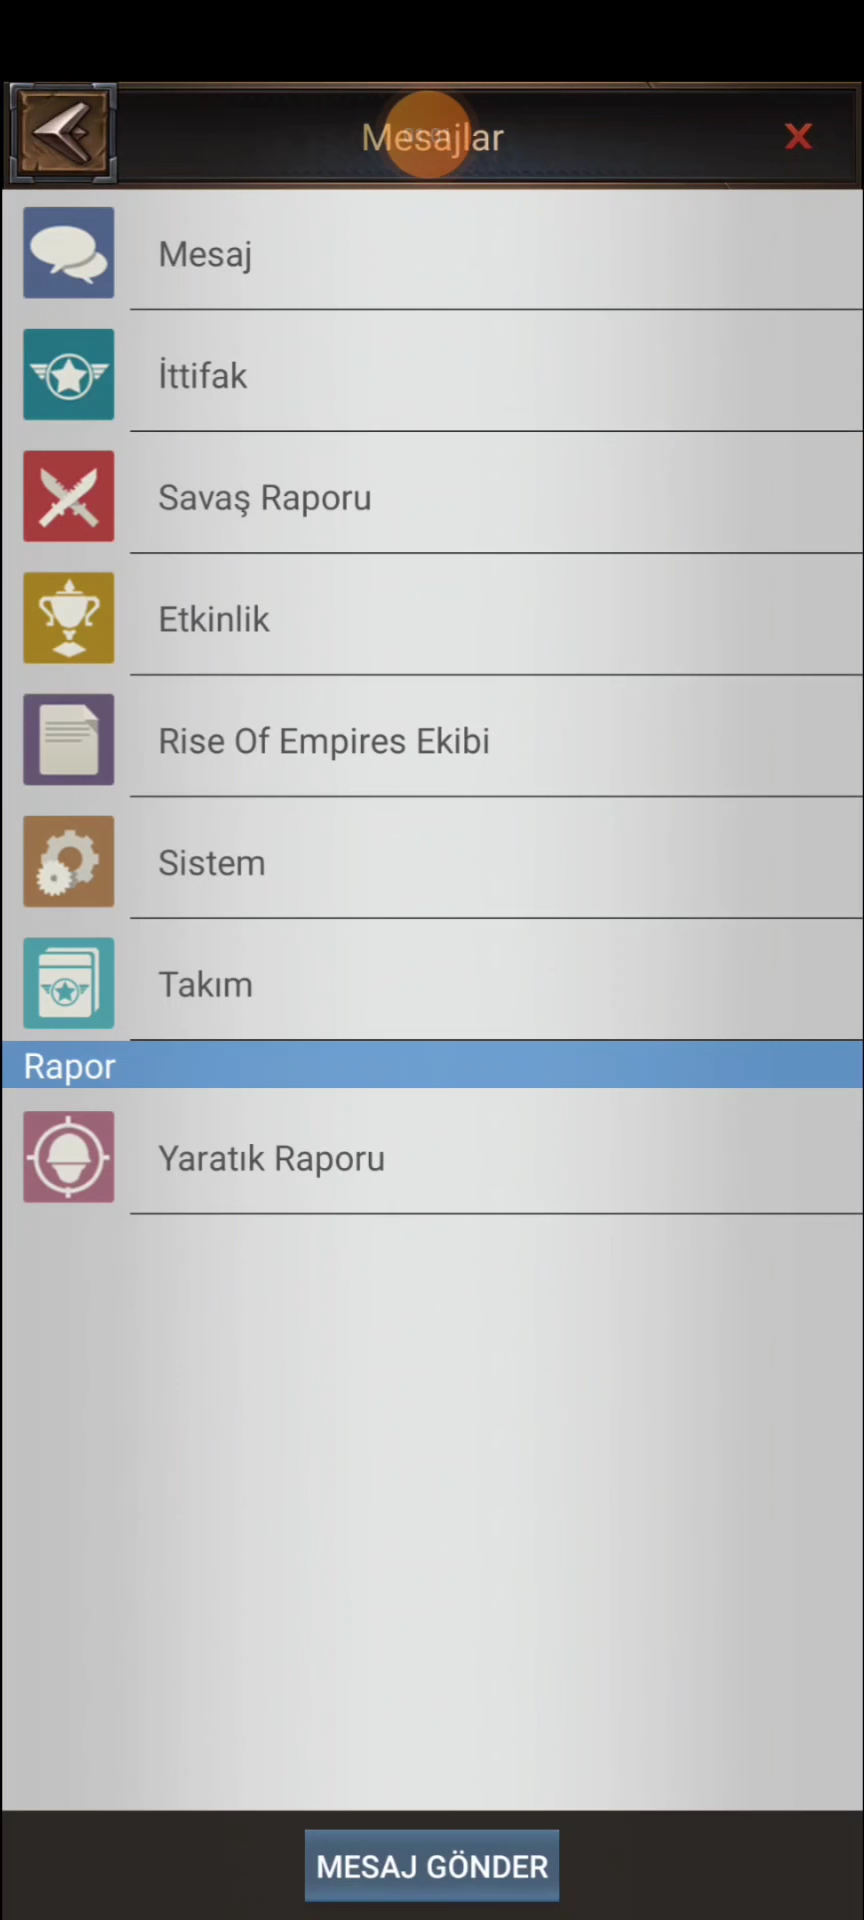 Mesajlar
Mesaj
İttifak
Savaş Raporu
Etkinlik
Rise Of Empires Ekibi
Sistem
Takım
Rapor
Yaratık Raporu
MESAJ GÖNDER